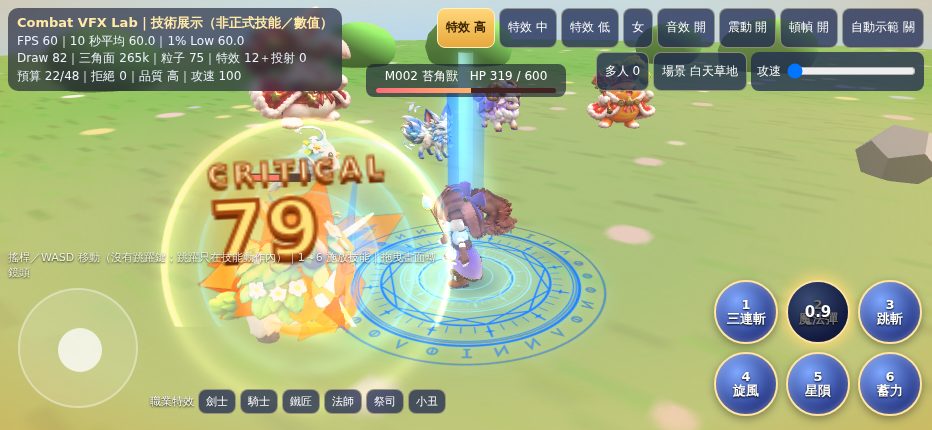 Combat VFX Lab｜技術展示（非正式技能／數值）
FPS 60｜10 秒平均 60.0｜1% Low 60.0
Draw 82｜三角面 265k｜粒子 75｜特效 12＋投射 0
預算 22/48｜拒絕 0｜品質 高｜攻速 100
特效 高
特效 中
特效 低
女
音效 開
震動 開
頓幀 開
自動示範 關
多人 0
場景 白天草地
攻速
M002 苔角獸 HP 319 / 600
CRITICAL
79
搖桿／WASD 移動（沒有跳躍鍵；跳躍只在技能動作內）｜1–6 施放技能｜拖曳畫面轉
鏡頭
1
三連斬
2
魔法彈
0.9
3
跳斬
4
旋風
5
星隕
6
蓄力
職業特效
劍士
騎士
鐵匠
法師
祭司
小丑